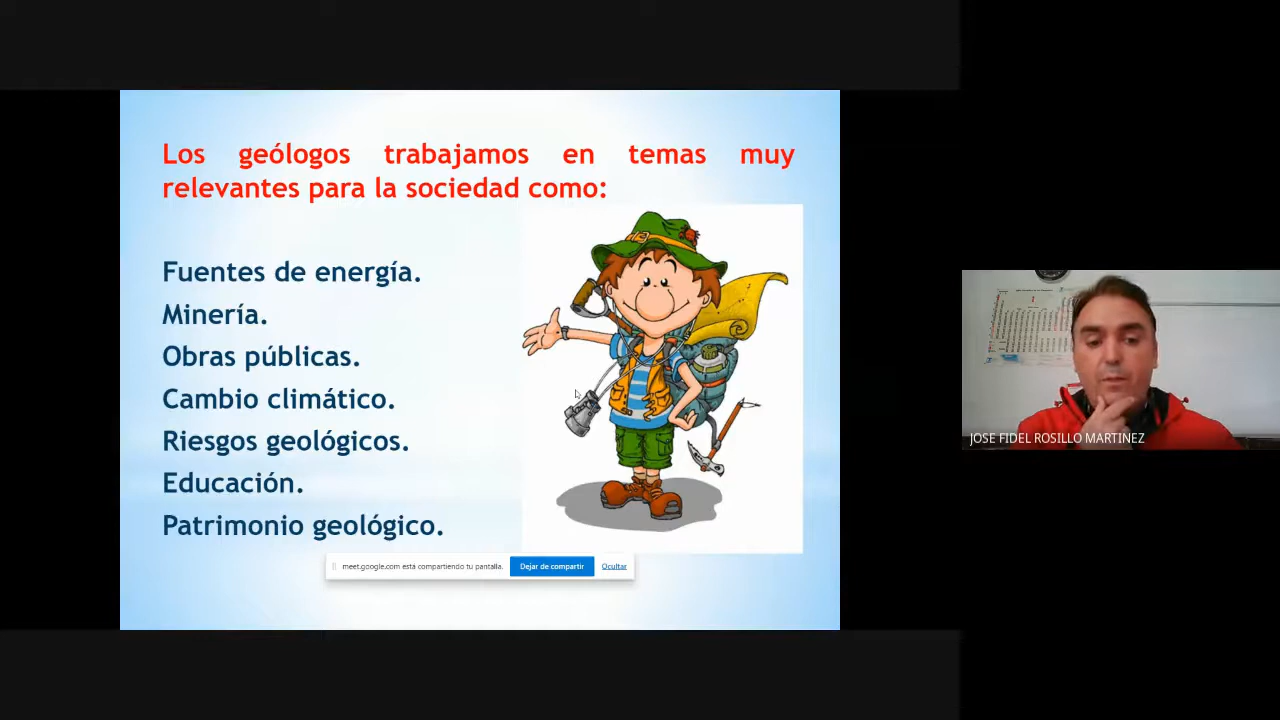 Los geólogos trabajamos en temas muy
relevantes para la sociedad como:
Fuentes de energía.
Minería.
Obras públicas.
Cambio climático.
Riesgos geológicos.
Educación.
Patrimonio geológico.
meet.google.com está compartiendo tu pantalla. Dejar de compartir Ocultar
JOSE FIDEL ROSILLO MARTINEZ